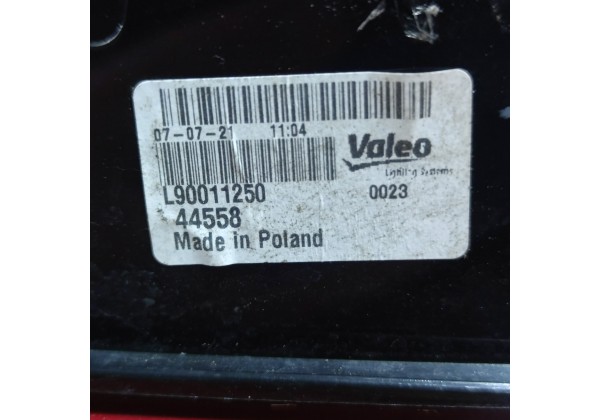 07-07-21 11:04
Valeo
Lighting Systems
L90011250 0023
44558
Made in Poland